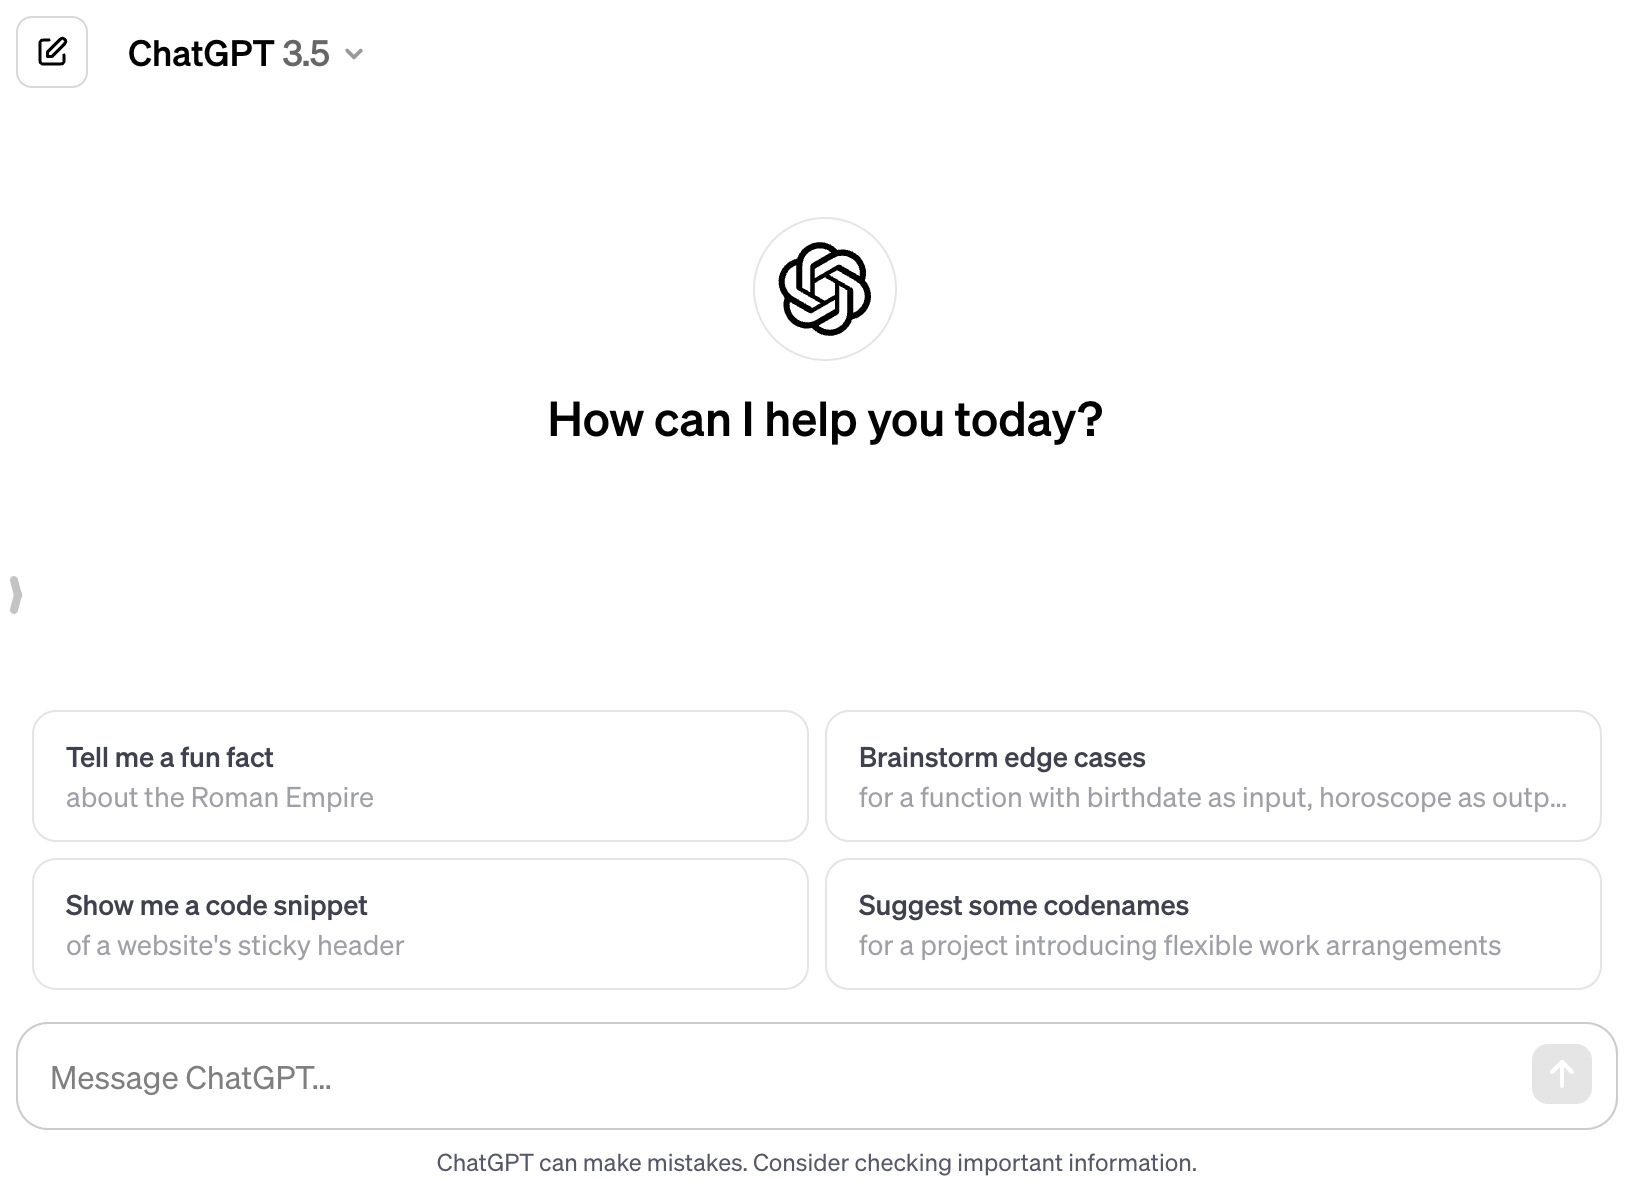 ChatGPT 3.5
How can I help you today?
Tell me a fun fact
about the Roman Empire
Brainstorm edge cases
for a function with birthdate as input, horoscope as outp...
Show me a code snippet
of a website's sticky header
Suggest some codenames
for a project introducing flexible work arrangements
Message ChatGPT...
ChatGPT can make mistakes. Consider checking important information.